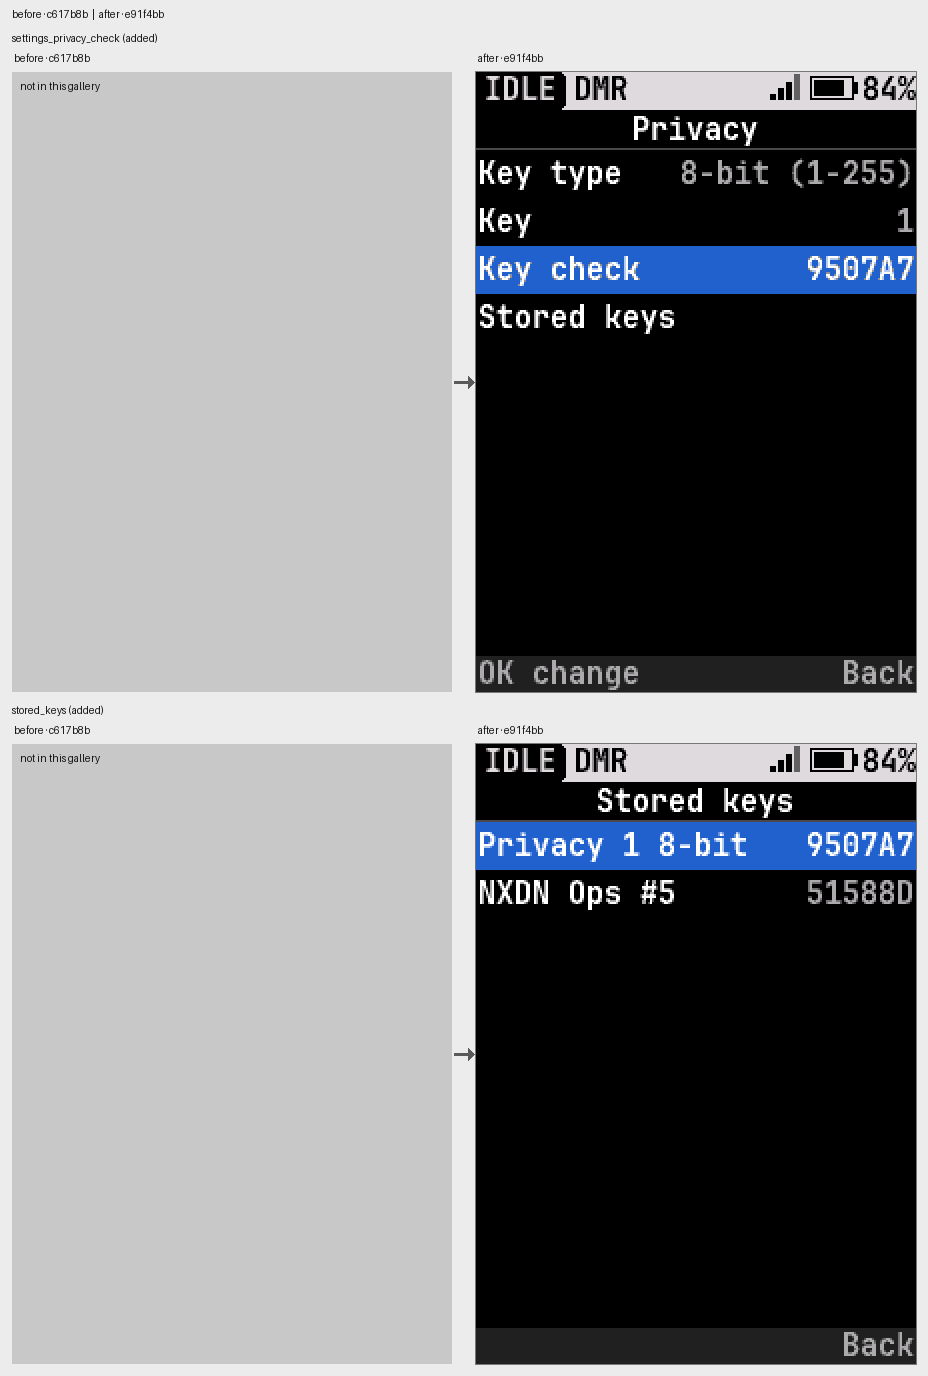 before · c617b8b | after · e91f4bb
settings_privacy_check (added)
before · c617b8b
after · e91f4bb
not in this gallery
IDLE DMR 84%
Privacy
Key type 8-bit (1-255)
Key 1
Key check 9507A7
Stored keys
OK change Back
stored_keys (added)
before · c617b8b
after · e91f4bb
not in this gallery
IDLE DMR 84%
Stored keys
Privacy 1 8-bit 9507A7
NXDN Ops #5 51588D
Back